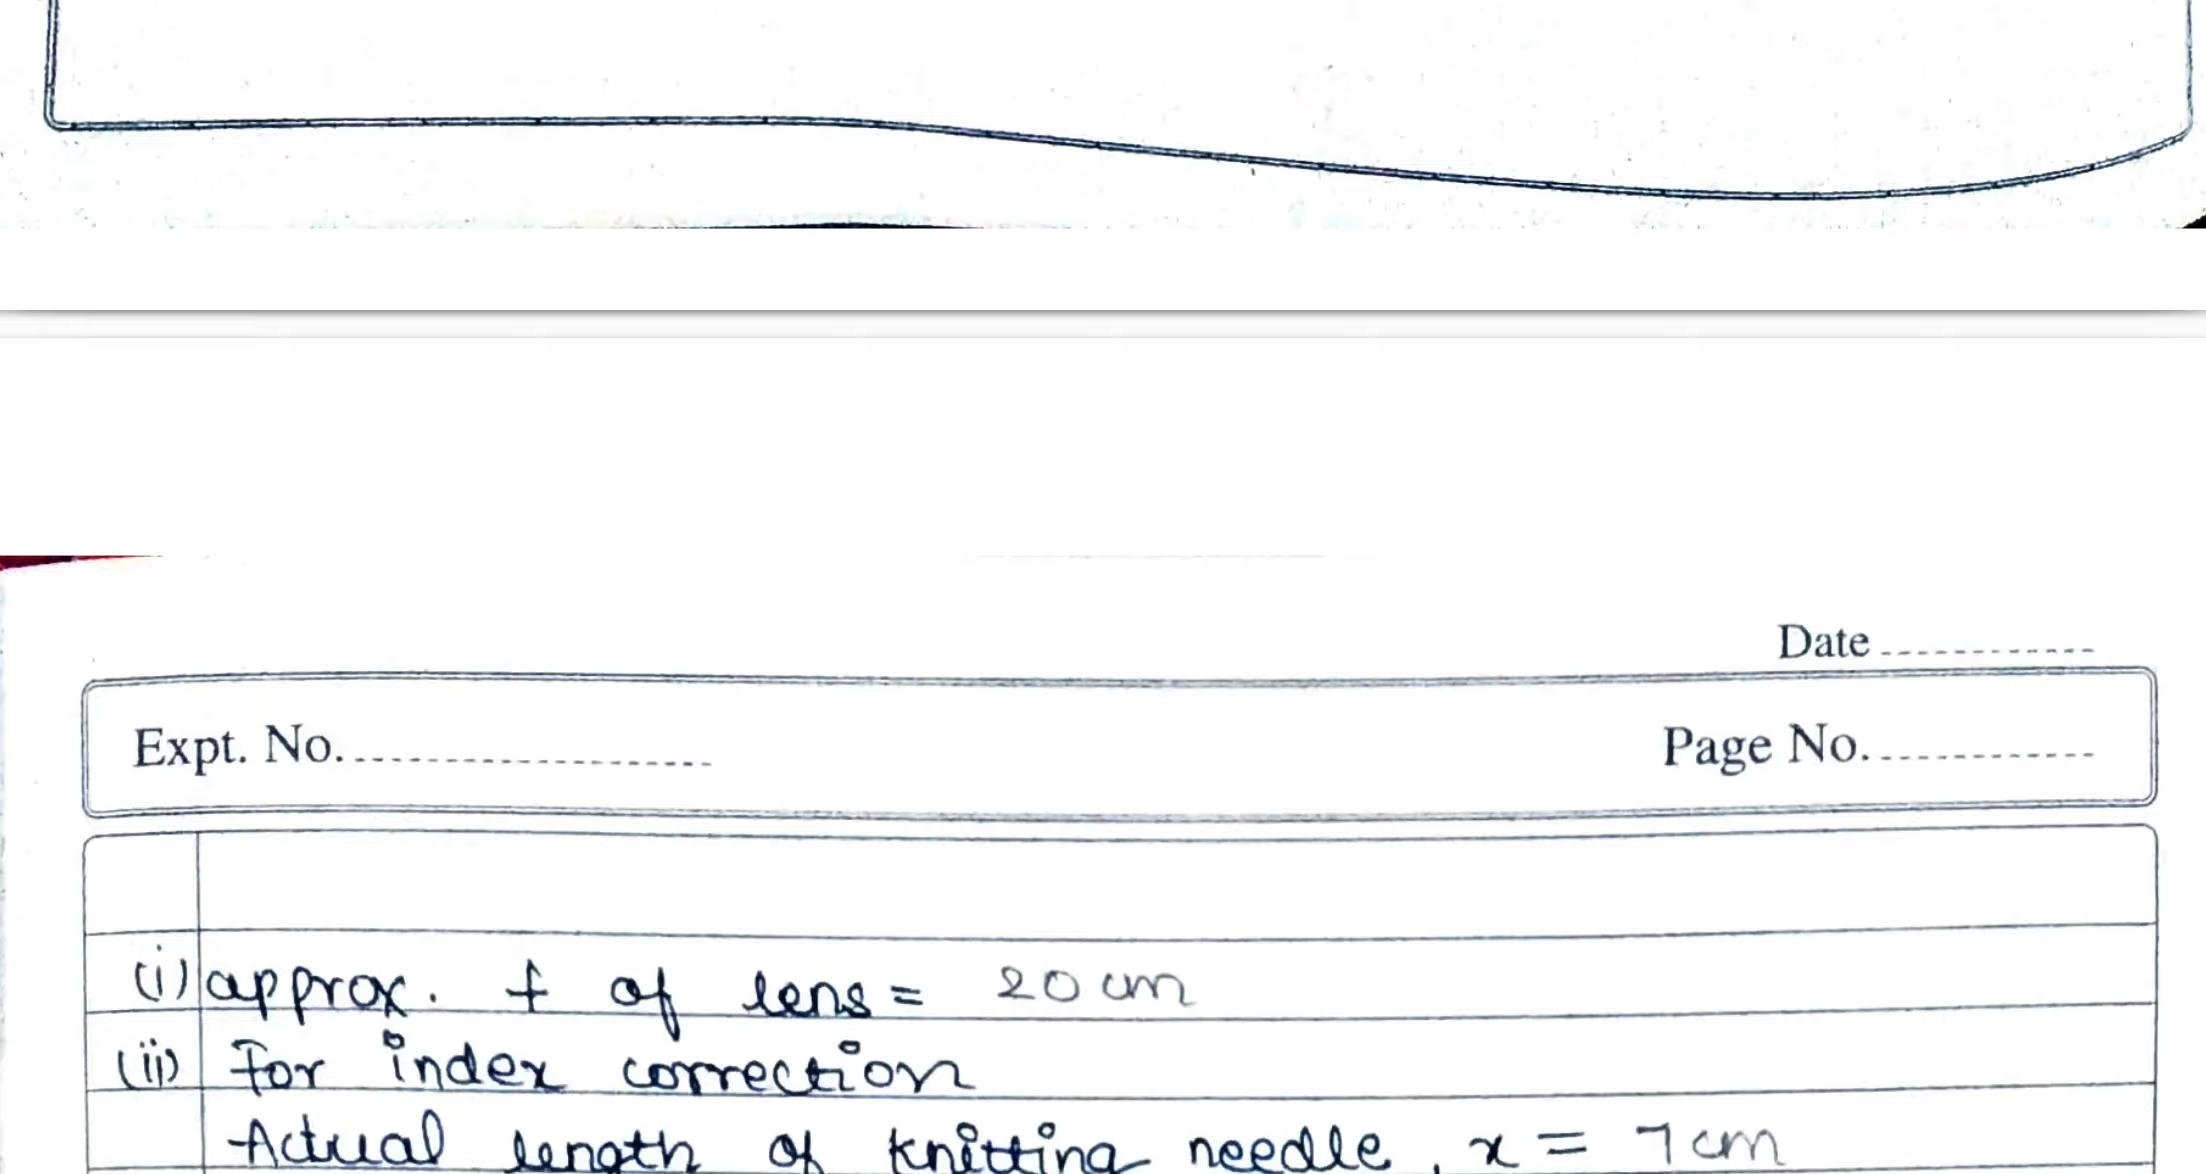 Date
Expt. No.
Page No.
(i) approx. f of lens = 20 cm
(ii) For index correction
Actual length of knitting needle, x = 7 cm